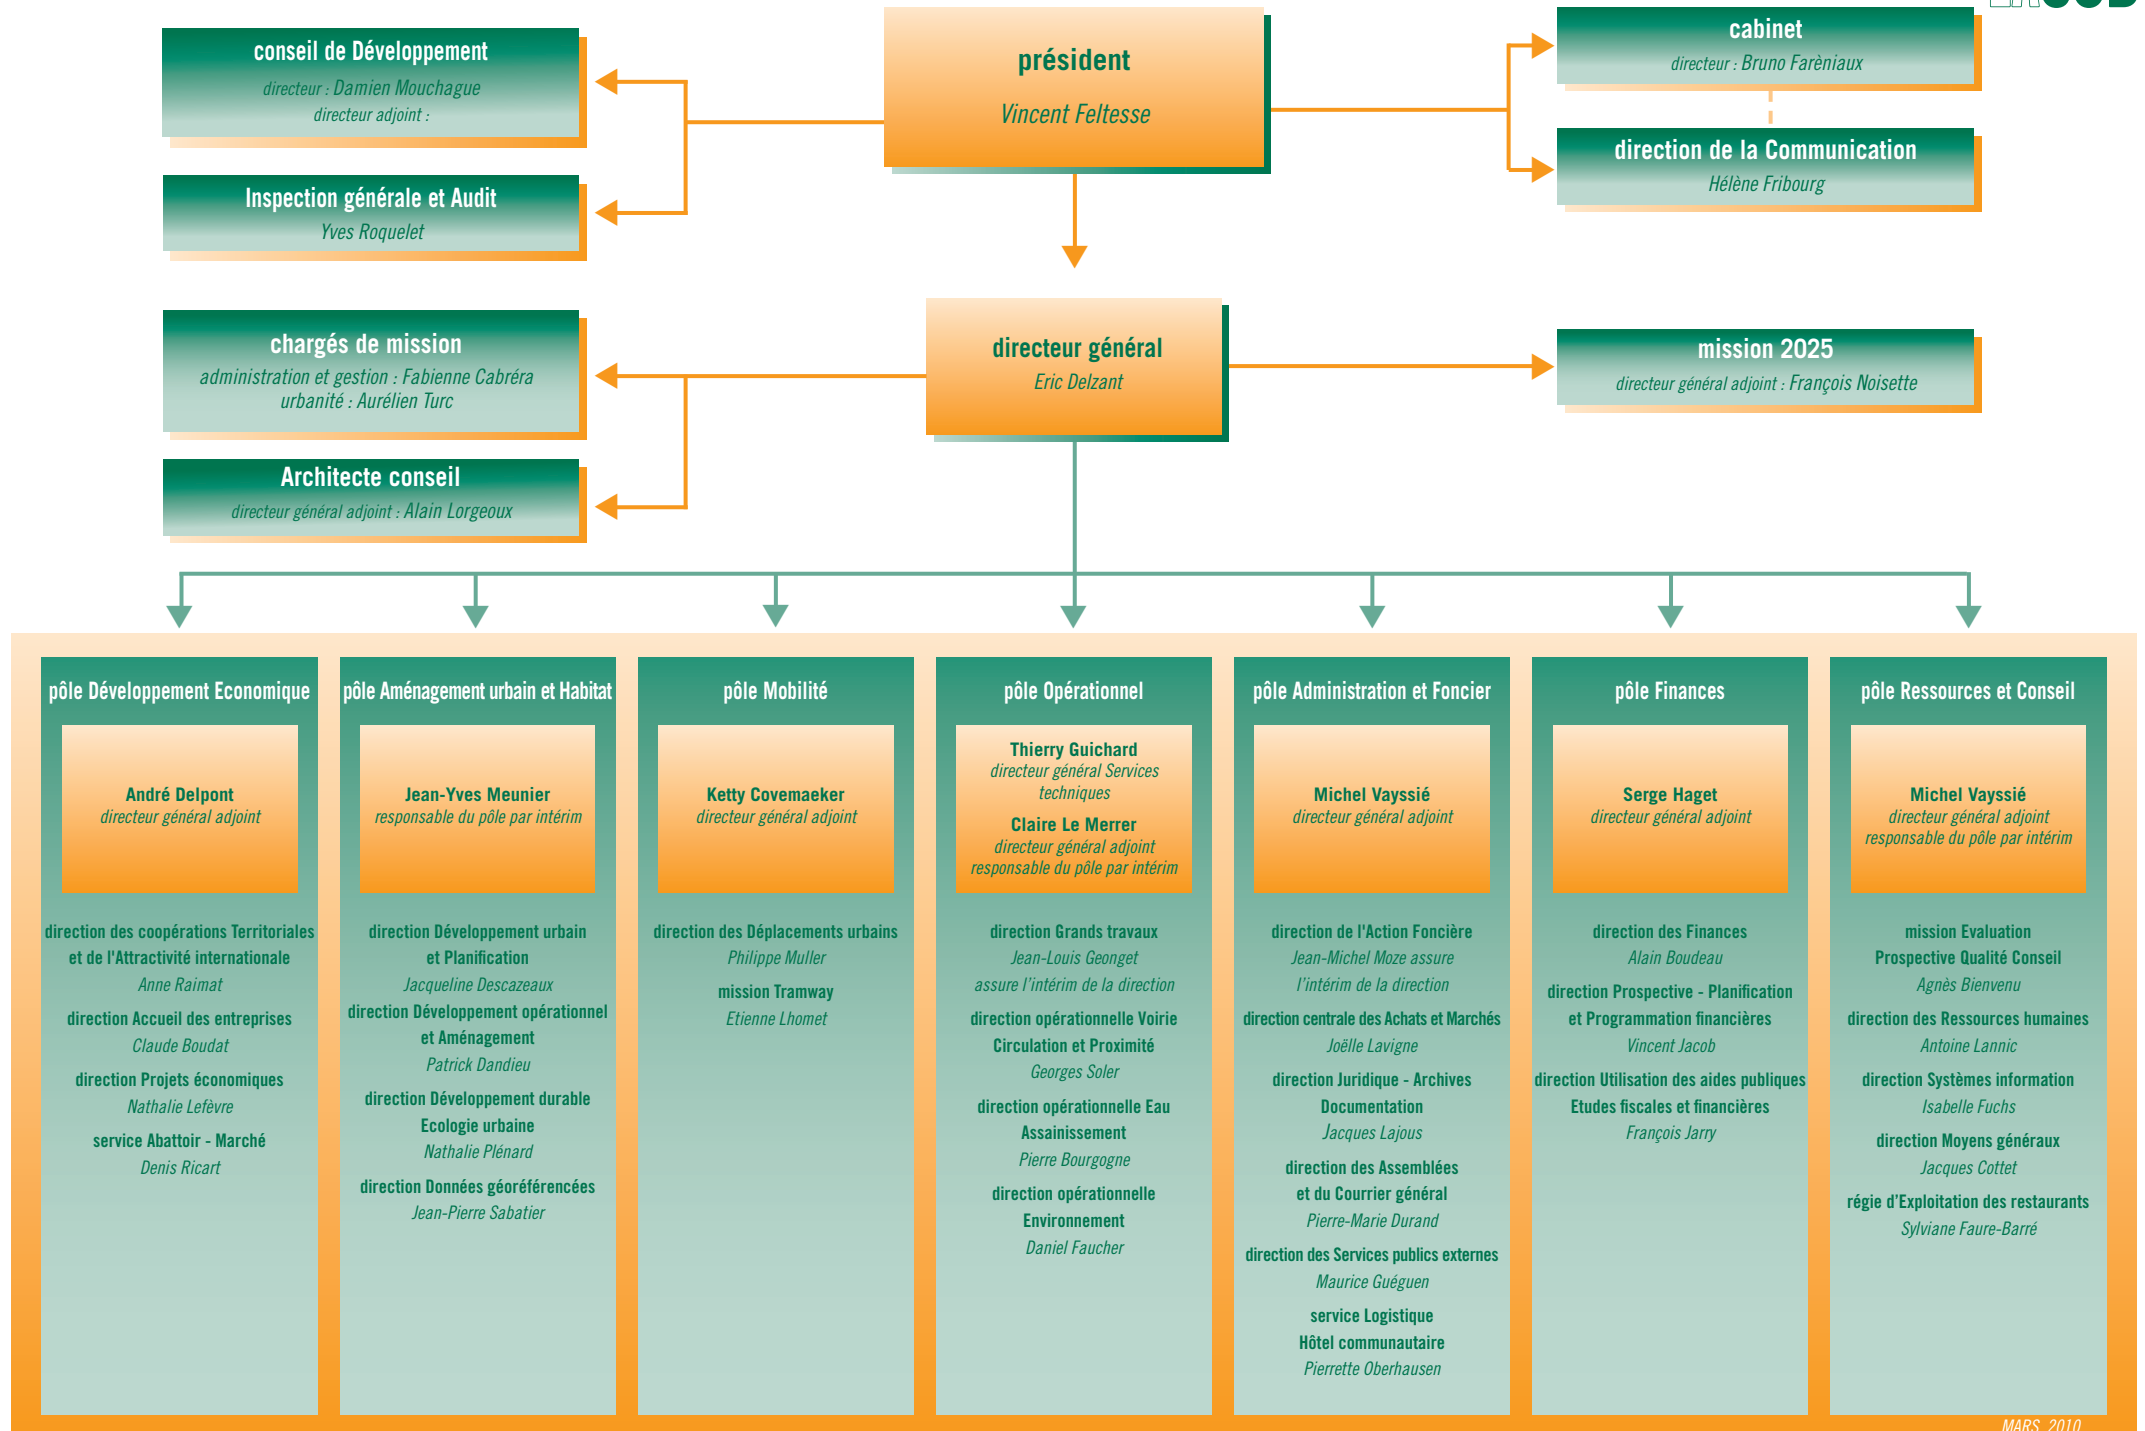 conseil de Développement
directeur : Damien Mouchague
directeur adjoint :
Inspection générale et Audit
Yves Roquelet
président
Vincent Feltesse
cabinet
directeur : Bruno Farèniaux
direction de la Communication
Hélène Fribourg
chargés de mission
administration et gestion : Fabienne Cabréra
urbanité : Aurélien Turc
Architecte conseil
directeur général adjoint : Alain Lorgeoux
directeur général
Eric Delzant
mission 2025
directeur général adjoint : François Noisette
pôle Développement Economique
André Delpont
directeur général adjoint
direction des coopérations Territoriales
et de l'Attractivité internationale
Anne Raimat
direction Accueil des entreprises
Claude Boudat
direction Projets économiques
Nathalie Lefèvre
service Abattoir - Marché
Denis Ricart
pôle Aménagement urbain et Habitat
Jean-Yves Meunier
responsable du pôle par intérim
direction Développement urbain
et Planification
Jacqueline Descazeaux
direction Développement opérationnel
et Aménagement
Patrick Dandieu
direction Développement durable
Ecologie urbaine
Nathalie Plénard
direction Données géoréférencées
Jean-Pierre Sabatier
pôle Mobilité
Ketty Covemaeker
directeur général adjoint
direction des Déplacements urbains
Philippe Muller
mission Tramway
Etienne Lhomet
pôle Opérationnel
Thierry Guichard
directeur général Services
techniques
Claire Le Merrer
directeur général adjoint
responsable du pôle par intérim
direction Grands travaux
Jean-Louis Geonget
assure l'intérim de la direction
direction opérationnelle Voirie
Circulation et Proximité
Georges Soler
direction opérationnelle Eau
Assainissement
Pierre Bourgogne
direction opérationnelle
Environnement
Daniel Faucher
pôle Administration et Foncier
Michel Vayssié
directeur général adjoint
direction de l'Action Foncière
Jean-Michel Moze assure
l'intérim de la direction
direction centrale des Achats et Marchés
Joëlle Lavigne
direction Juridique - Archives
Documentation
Jacques Lajous
direction des Assemblées
et du Courrier général
Pierre-Marie Durand
direction des Services publics externes
Maurice Guéguen
service Logistique
Hôtel communautaire
Pierrette Oberhausen
pôle Finances
Serge Haget
directeur général adjoint
direction des Finances
Alain Boudeau
direction Prospective - Planification
et Programmation financières
Vincent Jacob
direction Utilisation des aides publiques
Etudes fiscales et financières
François Jarry
pôle Ressources et Conseil
Michel Vayssié
directeur général adjoint
responsable du pôle par intérim
mission Evaluation
Prospective Qualité Conseil
Agnès Bienvenu
direction des Ressources humaines
Antoine Lannic
direction Systèmes information
Isabelle Fuchs
direction Moyens généraux
Jacques Cottet
régie d'Exploitation des restaurants
Sylviane Faure-Barré
MARS 2010